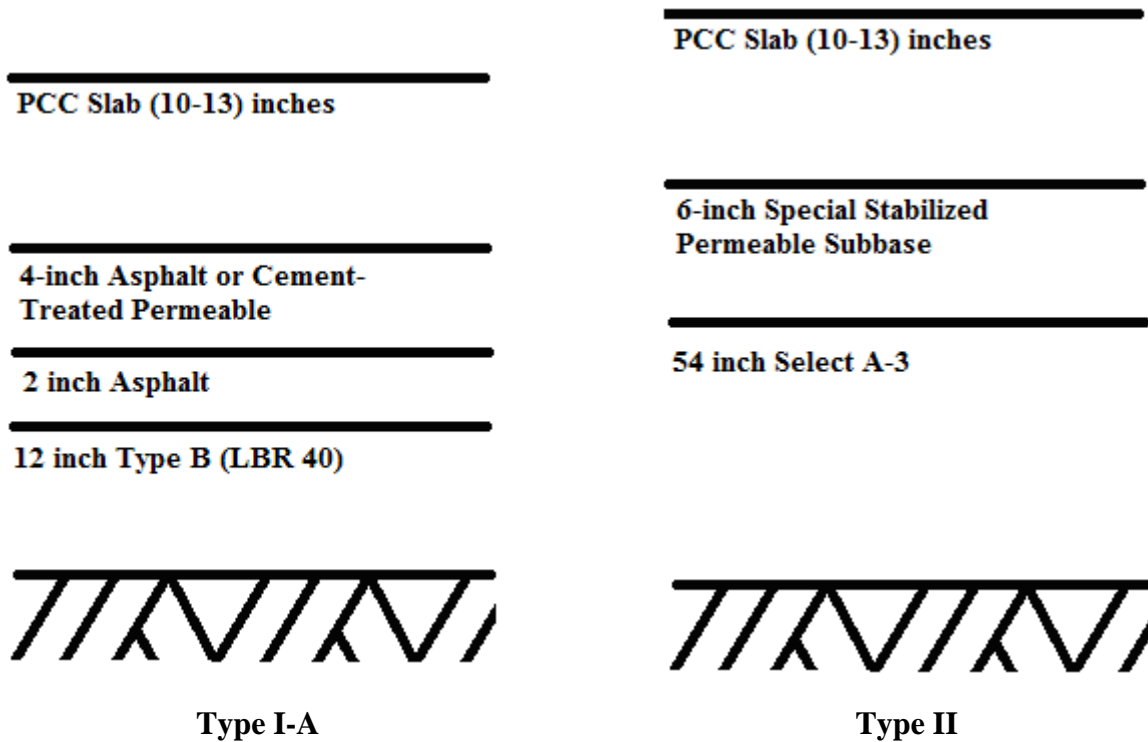 PCC Slab (10-13) inches
4-inch Asphalt or Cement-
Treated Permeable
2 inch Asphalt
12 inch Type B (LBR 40)
Type I-A
PCC Slab (10-13) inches
6-inch Special Stabilized
Permeable Subbase
54 inch Select A-3
Type II